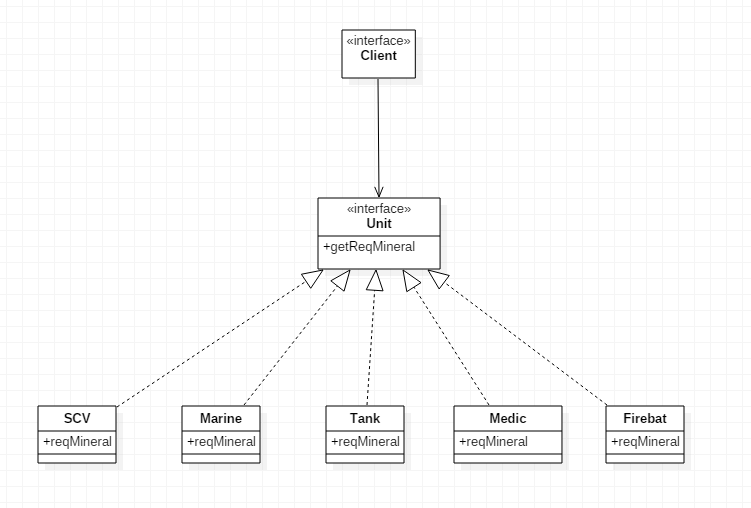 «interface»
Client
«interface»
Unit
+getReqMineral
SCV
+reqMineral
Marine
+reqMineral
Tank
+reqMineral
Medic
+reqMineral
Firebat
+reqMineral